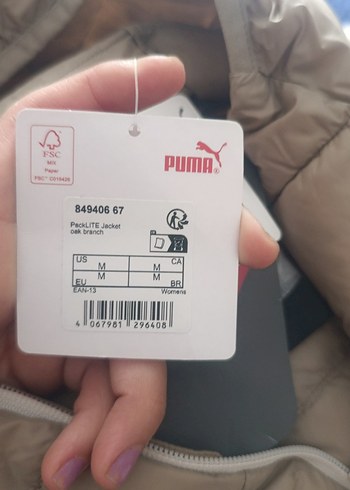 FSC
MIX
Paper
PUMA
849406 67
PackLITE Jacket
oak branch
US
M
M
CA
EU
M
M
BR
EAN-13
Womens
4 067981 296408